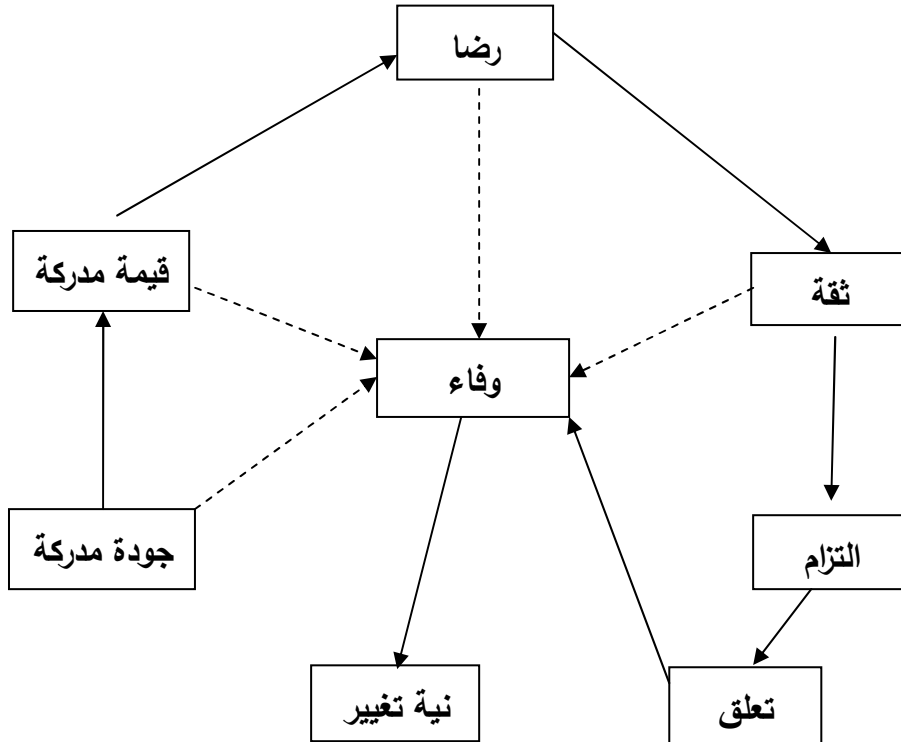 رضا
قيمة مدركة
ثقة
وفاء
جودة مدركة
التزام
نية تغيير
تعلق